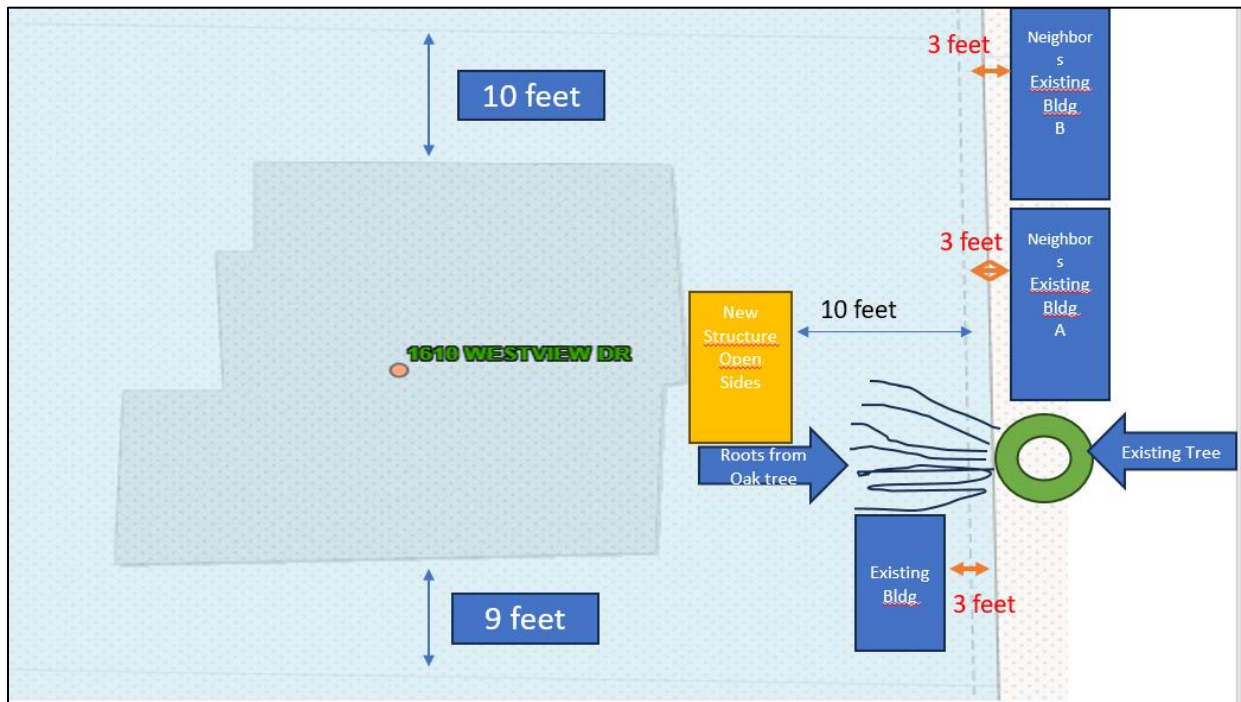 3 feet
Neighbor
s
Existing
Bldg
B
10 feet
3 feet
Neighbor
s
Existing
Bldg
A
New
Structure
Open
Sides
10 feet
1610 WESTVIEW DR
Roots from
Oak tree
Existing Tree
Existing
Bldg
3 feet
9 feet